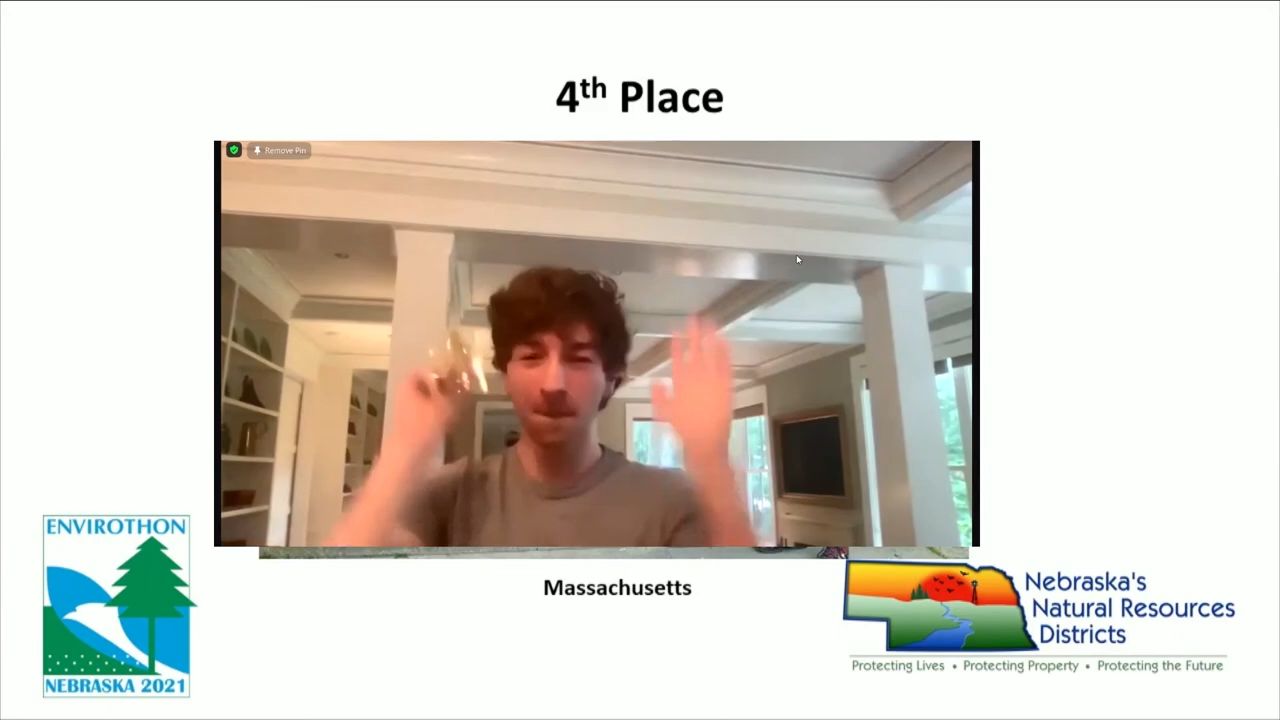 4th Place
Remove Pin
Massachusetts
ENVIROTHON
NEBRASKA 2021
Nebraska's
Natural Resources
Districts
Protecting Lives • Protecting Property • Protecting the Future